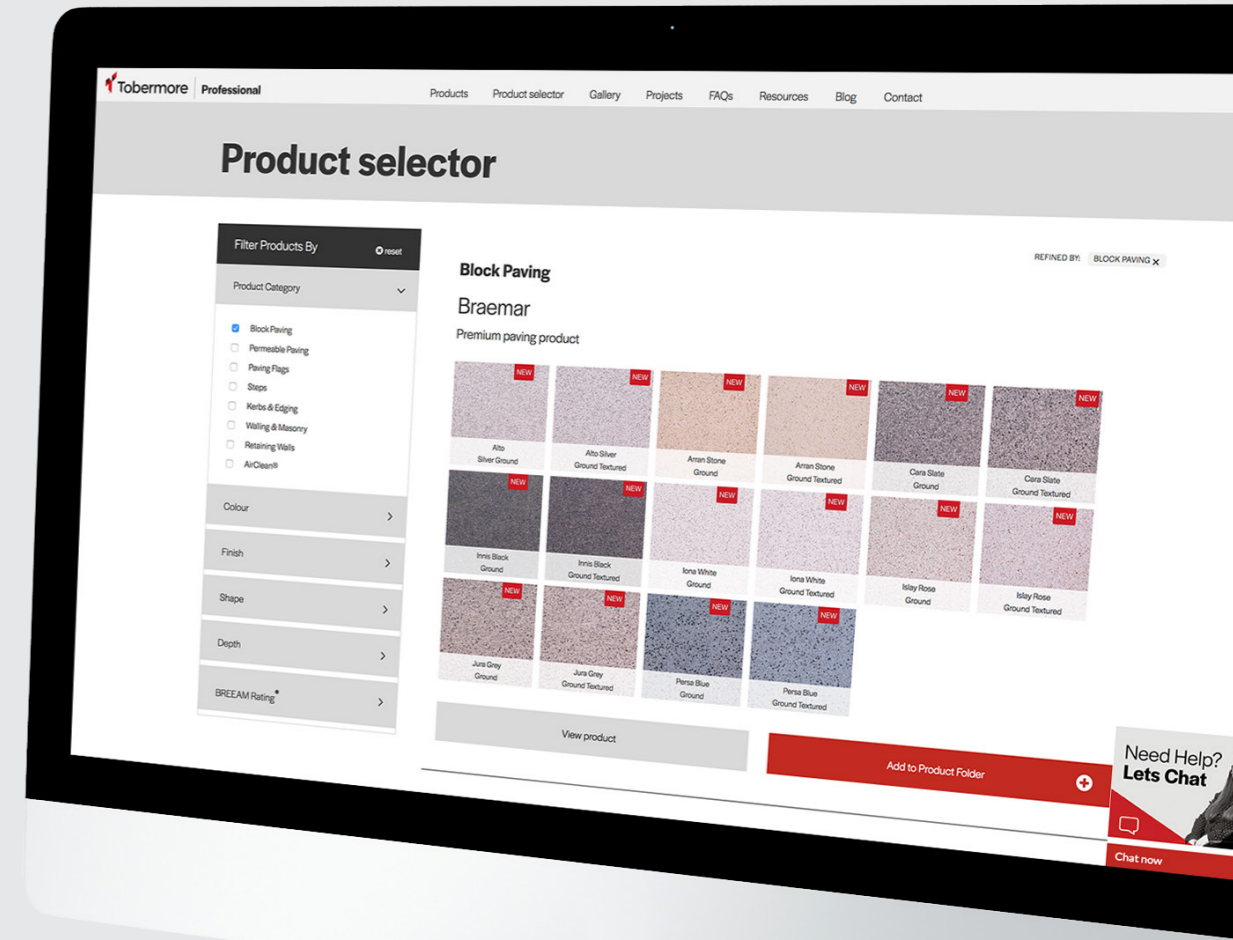 Tobermore Professional
Products Product selector Gallery Projects FAQs Resources Blog Contact
Product selector
Filter Products By
reset
Product Category
Block Paving
Permeable Paving
Paving Flags
Steps
Kerbs & Edging
Walling & Masonry
Retaining Walls
AirClean®
Colour
Finish
Shape
Depth
BREEAM Rating*
REFINED BY: BLOCK PAVING X
Block Paving
Braemar
Premium paving product
NEW
Alto
Silver Ground
NEW
Alto Silver
Ground Textured
NEW
Arran Stone
Ground
NEW
Arran Stone
Ground Textured
NEW
Cara Slate
Ground
NEW
Cara Slate
Ground Textured
NEW
Innis Black
Ground
NEW
Innis Black
Ground Textured
NEW
Iona White
Ground
NEW
Iona White
Ground Textured
NEW
Islay Rose
Ground
NEW
Islay Rose
Ground Textured
NEW
Jura Grey
Ground
NEW
Jura Grey
Ground Textured
NEW
Persa Blue
Ground
NEW
Persa Blue
Ground Textured
View product
Add to Product Folder
Need Help?
Lets Chat
Chat now